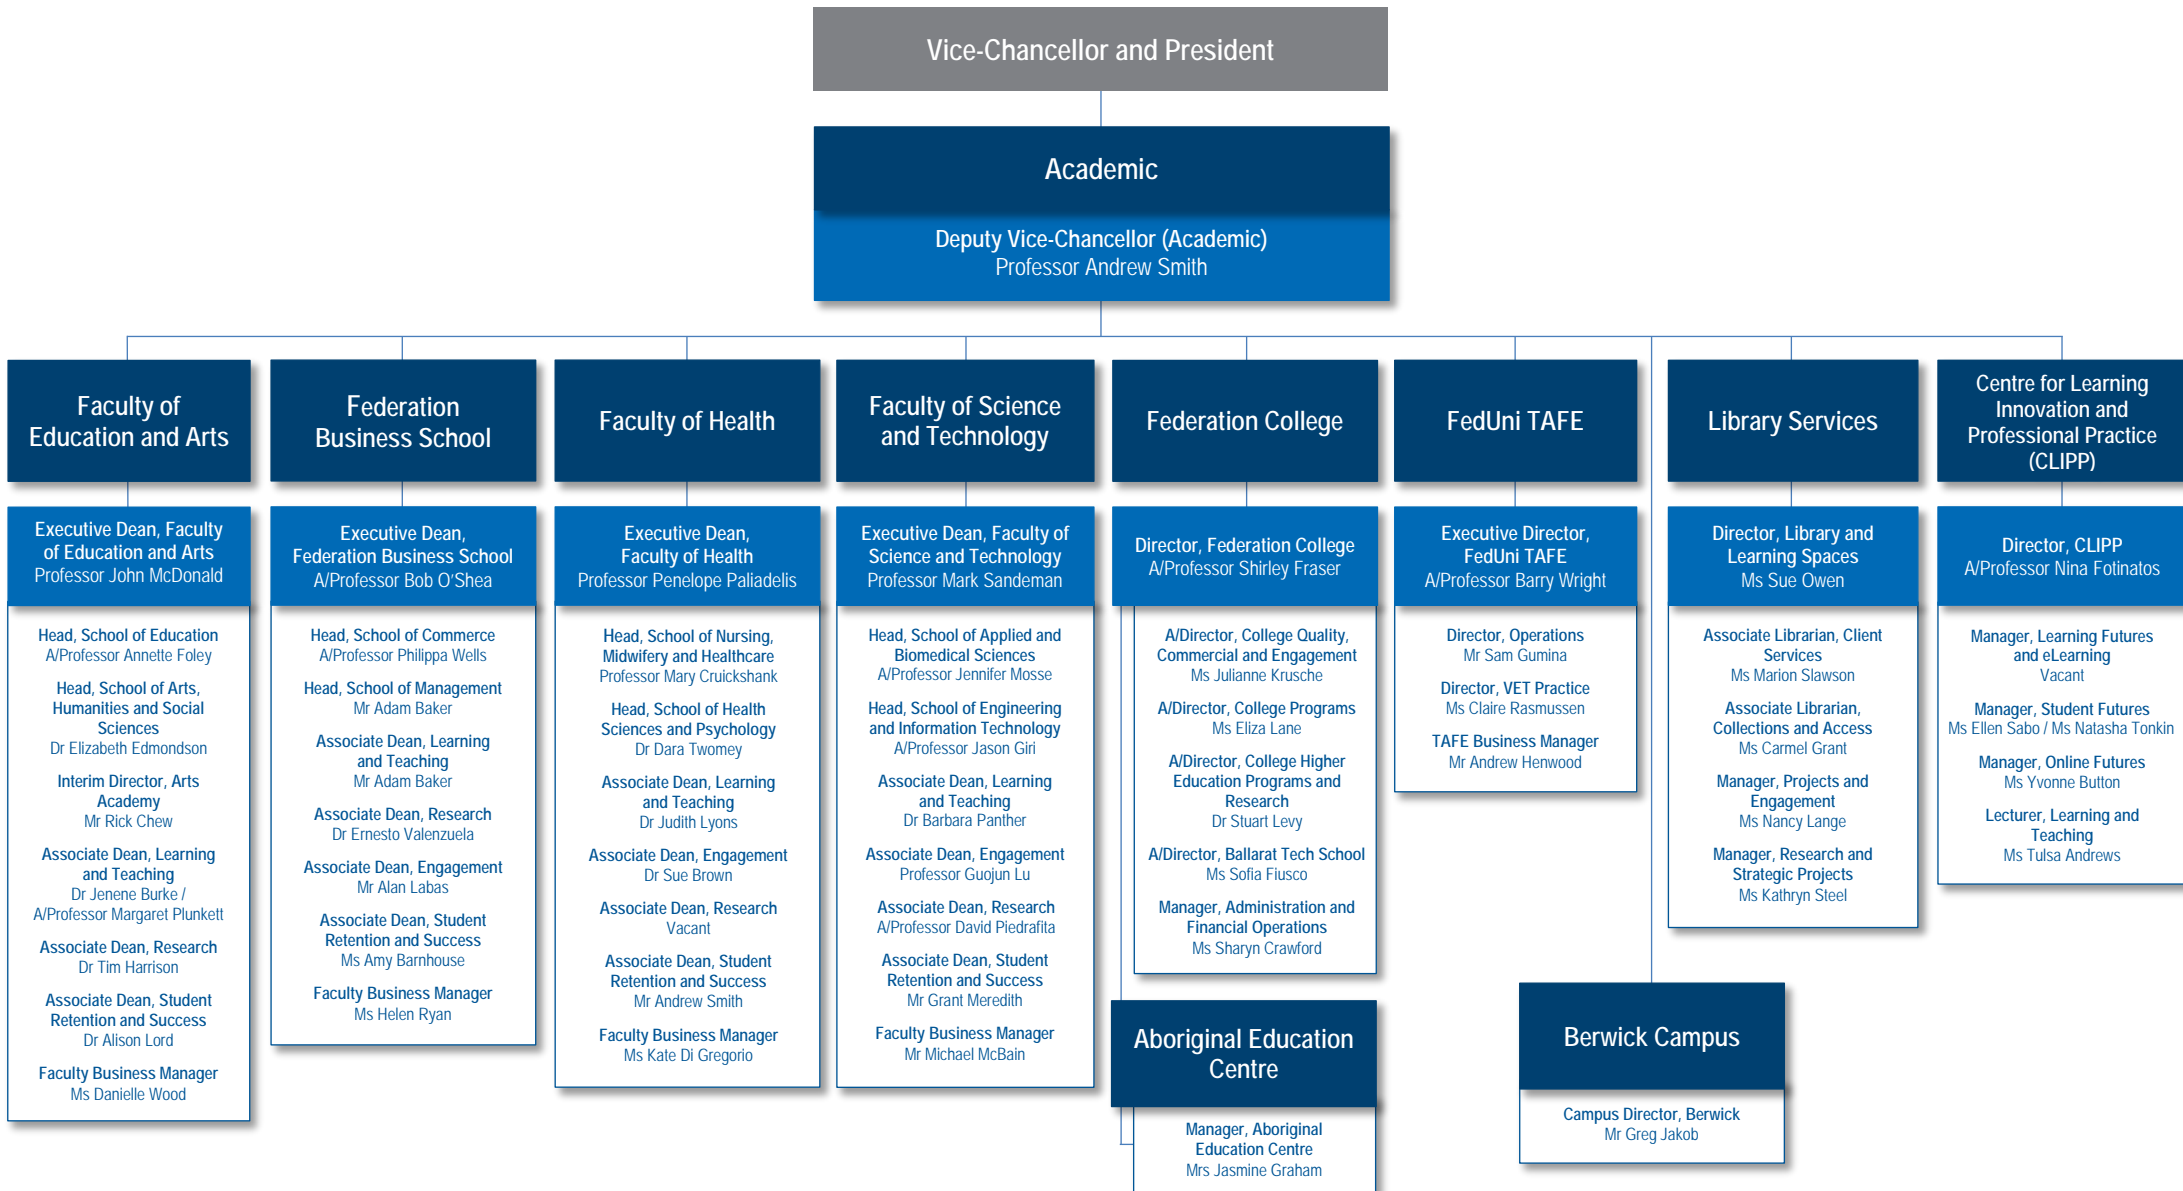 Vice-Chancellor and President
Academic
Deputy Vice-Chancellor (Academic)
Professor Andrew Smith
Faculty of
Education and Arts
Executive Dean, Faculty
of Education and Arts
Professor John McDonald
Head, School of Education
A/Professor Annette Foley
Head, School of Arts,
Humanities and Social
Sciences
Dr Elizabeth Edmondson
Interim Director, Arts
Academy
Mr Rick Chew
Associate Dean, Learning
and Teaching
Dr Jenene Burke /
A/Professor Margaret Plunkett
Associate Dean, Research
Dr Tim Harrison
Associate Dean, Student
Retention and Success
Dr Alison Lord
Faculty Business Manager
Ms Danielle Wood
Federation
Business School
Executive Dean,
Federation Business School
A/Professor Bob O'Shea
Head, School of Commerce
A/Professor Philippa Wells
Head, School of Management
Mr Adam Baker
Associate Dean, Learning
and Teaching
Mr Adam Baker
Associate Dean, Research
Dr Ernesto Valenzuela
Associate Dean, Engagement
Mr Alan Labas
Associate Dean, Student
Retention and Success
Ms Amy Barnhouse
Faculty Business Manager
Ms Helen Ryan
Faculty of Health
Executive Dean,
Faculty of Health
Professor Penelope Paliadelis
Head, School of Nursing,
Midwifery and Healthcare
Professor Mary Cruickshank
Head, School of Health
Sciences and Psychology
Dr Dara Twomey
Associate Dean, Learning
and Teaching
Dr Judith Lyons
Associate Dean, Engagement
Dr Sue Brown
Associate Dean, Research
Vacant
Associate Dean, Student
Retention and Success
Mr Andrew Smith
Faculty Business Manager
Ms Kate Di Gregorio
Faculty of Science
and Technology
Executive Dean, Faculty of
Science and Technology
Professor Mark Sandeman
Head, School of Applied and
Biomedical Sciences
A/Professor Jennifer Mosse
Head, School of Engineering
and Information Technology
A/Professor Jason Giri
Associate Dean, Learning
and Teaching
Dr Barbara Panther
Associate Dean, Engagement
Professor Guojun Lu
Associate Dean, Research
A/Professor David Piedrafita
Associate Dean, Student
Retention and Success
Mr Grant Meredith
Faculty Business Manager
Mr Michael McBain
Federation College
Director, Federation College
A/Professor Shirley Fraser
A/Director, College Quality,
Commercial and Engagement
Ms Julianne Krusche
A/Director, College Programs
Ms Eliza Lane
A/Director, College Higher
Education Programs and
Research
Dr Stuart Levy
A/Director, Ballarat Tech School
Ms Sofia Fiusco
Manager, Administration and
Financial Operations
Ms Sharyn Crawford
Aboriginal Education
Centre
Manager, Aboriginal
Education Centre
Mrs Jasmine Graham
FedUni TAFE
Executive Director,
FedUni TAFE
A/Professor Barry Wright
Director, Operations
Mr Sam Gumina
Director, VET Practice
Ms Claire Rasmussen
TAFE Business Manager
Mr Andrew Henwood
Berwick Campus
Campus Director, Berwick
Mr Greg Jakob
Library Services
Director, Library and
Learning Spaces
Ms Sue Owen
Associate Librarian, Client
Services
Ms Marion Slawson
Associate Librarian,
Collections and Access
Ms Carmel Grant
Manager, Projects and
Engagement
Ms Nancy Lange
Manager, Research and
Strategic Projects
Ms Kathryn Steel
Centre for Learning
Innovation and
Professional Practice
(CLIPP)
Director, CLIPP
A/Professor Nina Fotinatos
Manager, Learning Futures
and eLearning
Vacant
Manager, Student Futures
Ms Ellen Sabo / Ms Natasha Tonkin
Manager, Online Futures
Ms Yvonne Button
Lecturer, Learning and
Teaching
Ms Tulsa Andrews